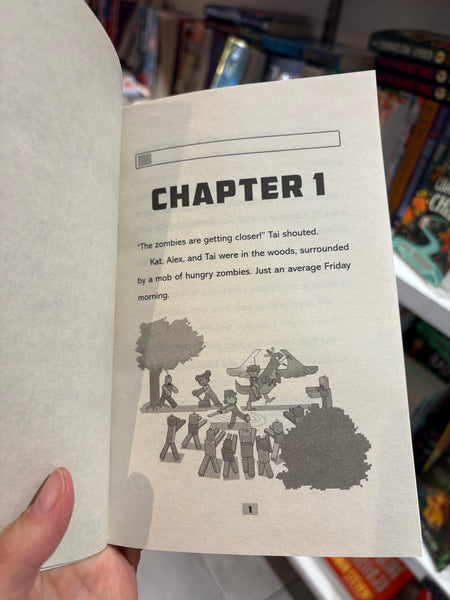 CHAPTER 1
“The zombies are getting closer!” Tai shouted.
Kat, Alex, and Tai were in the woods, surrounded
by a mob of hungry zombies. Just an average Friday
morning.
1